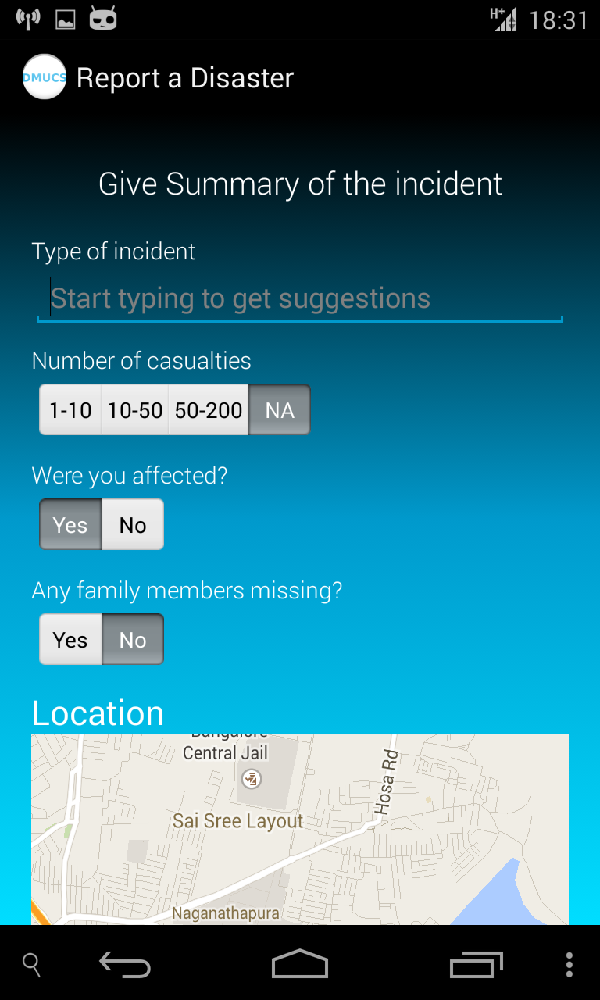 H+ 18:31
DMUCS Report a Disaster
Give Summary of the incident
Type of incident
Start typing to get suggestions
Number of casualties
1-10 10-50 50-200 NA
Were you affected?
Yes No
Any family members missing?
Yes No
Location
Bangalore
Central Jail
Hosa Rd
Sai Sree Layout
Naganathapura